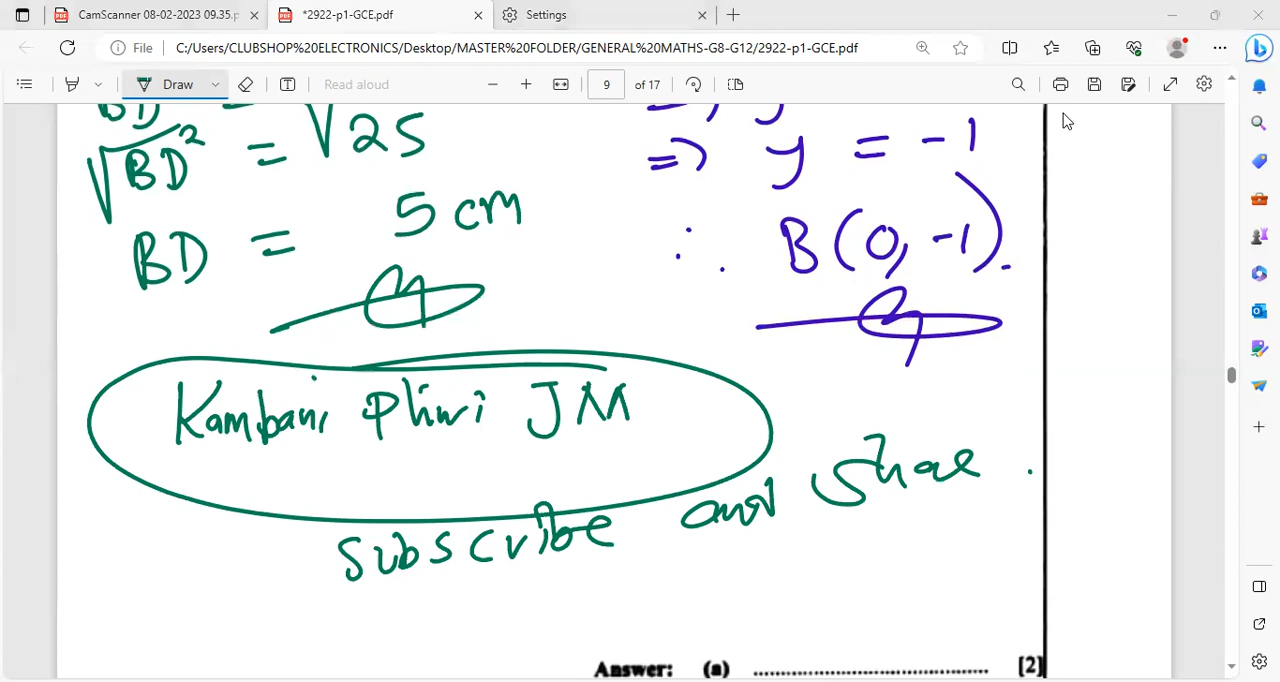 CamScanner 08-02-2023 09.35.p
*2922-p1-GCE.pdf
Settings
File C:/Users/CLUBSHOP%20ELECTRONICS/Desktop/MASTER%20FOLDER/GENERAL%20MATHS-G8-G12/2922-p1-GCE.pdf
Draw Read aloud 9 of 17
√BD² = √25
BD = 5 cm
=> y = -1
∴ B(0, -1).
Kambani Phiri JM
subscribe and share .
Answer: (a) ........................................ [2]